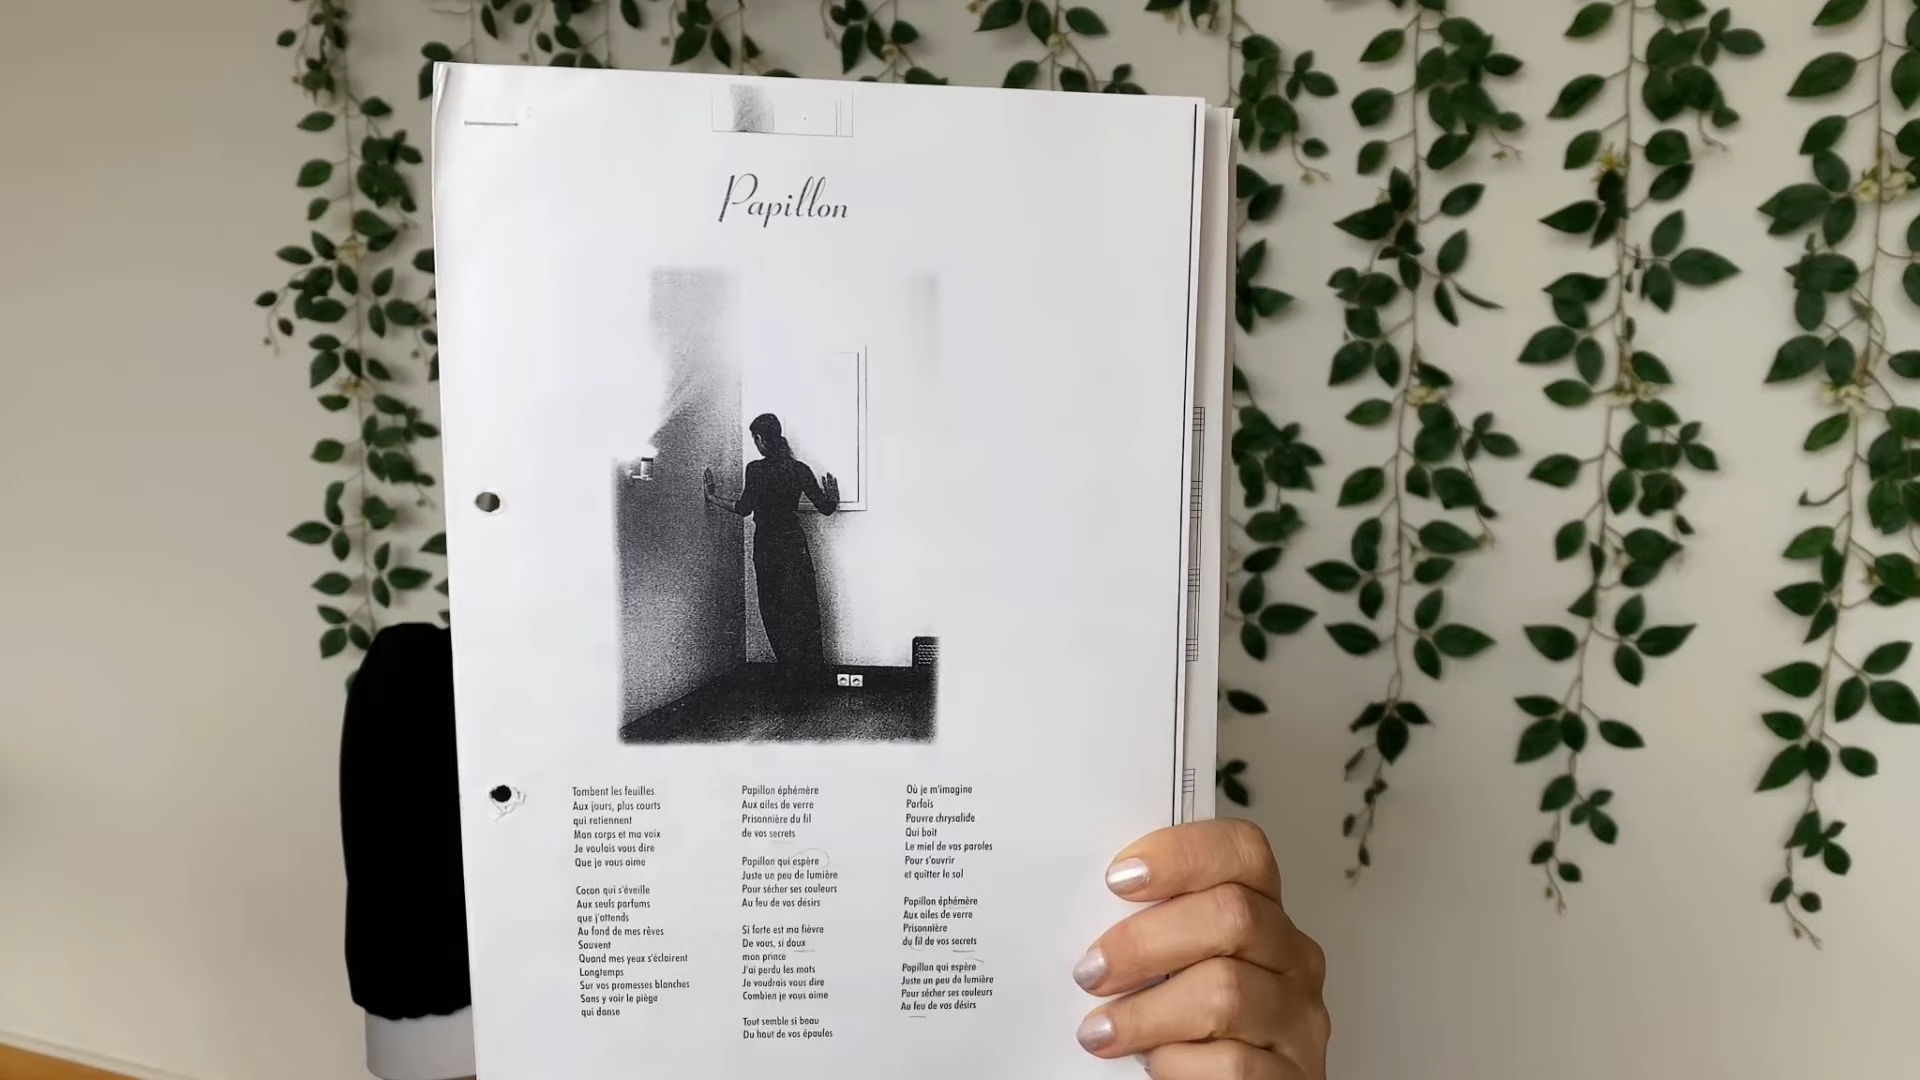 Papillon
Tombent les feuilles
Aux jours, plus courts
qui retiennent
Mon corps et ma voix
Je voulais vous dire
Que je vous aime
Cocon qui s'éveille
Aux seuls parfums
que j'attends
Au fond de mes rêves
Souvent
Quand mes yeux s'éclairent
Longtemps
Sur vos promesses blanches
Sans y voir le piège
qui danse
Papillon éphémère
Aux ailes de verre
Prisonnière du fil
de vos secrets
Papillon qui espère
Juste un peu de lumière
Pour sécher ses couleurs
Au feu de vos désirs
Si forte est ma fièvre
De vous, si doux
mon prince
J'ai perdu les mots
Je voudrais vous dire
Combien je vous aime
Tout semble si beau
Du haut de vos épaules
Où je m'imagine
Parfois
Pauvre chrysalide
Qui boit
Le miel de vos paroles
Pour s'ouvrir
et quitter le sol
Papillon éphémère
Aux ailes de verre
Prisonnière
du fil de vos secrets
Papillon qui espère
Juste un peu de lumière
Pour sécher ses couleurs
Au feu de vos désirs